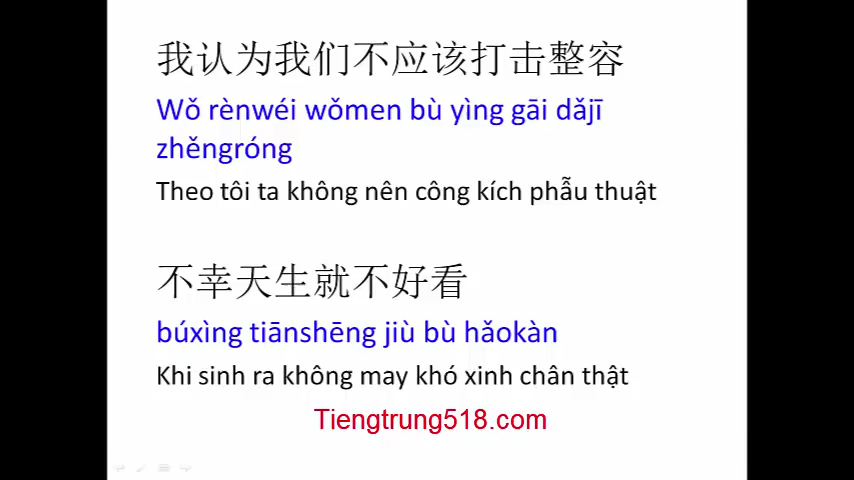 我认为我们不应该打击整容
Wǒ rènwéi wǒmen bù yìng gāi dǎjī
zhěngróng
Theo tôi ta không nên công kích phẫu thuật
不幸天生就不好看
búxìng tiānshēng jiù bù hǎokàn
Khi sinh ra không may khó xinh chân thật
Tiengtrung518.com